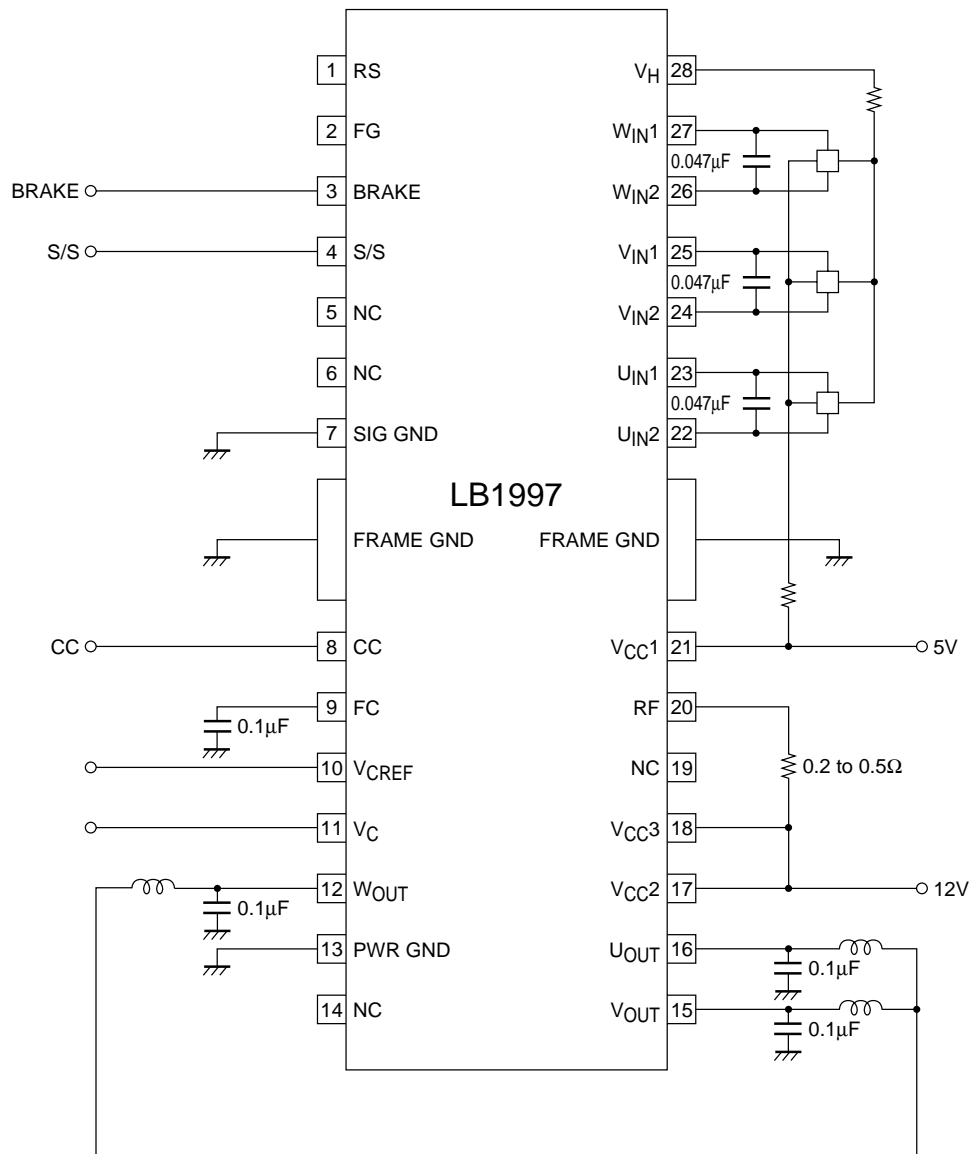 1 RS VH 28
2 FG WIN1 27
0.047µF
BRAKE 3 BRAKE WIN2 26
S/S 4 S/S VIN1 25
0.047µF
5 NC VIN2 24
6 NC UIN1 23
0.047µF
7 SIG GND UIN2 22
LB1997
FRAME GND FRAME GND
CC 8 CC VCC1 21 5V
9 FC RF 20
0.1µF
10 VCREF NC 19 0.2 to 0.5Ω
11 VC VCC3 18
12 WOUT VCC2 17 12V
0.1µF
13 PWR GND UOUT 16
0.1µF
14 NC VOUT 15
0.1µF